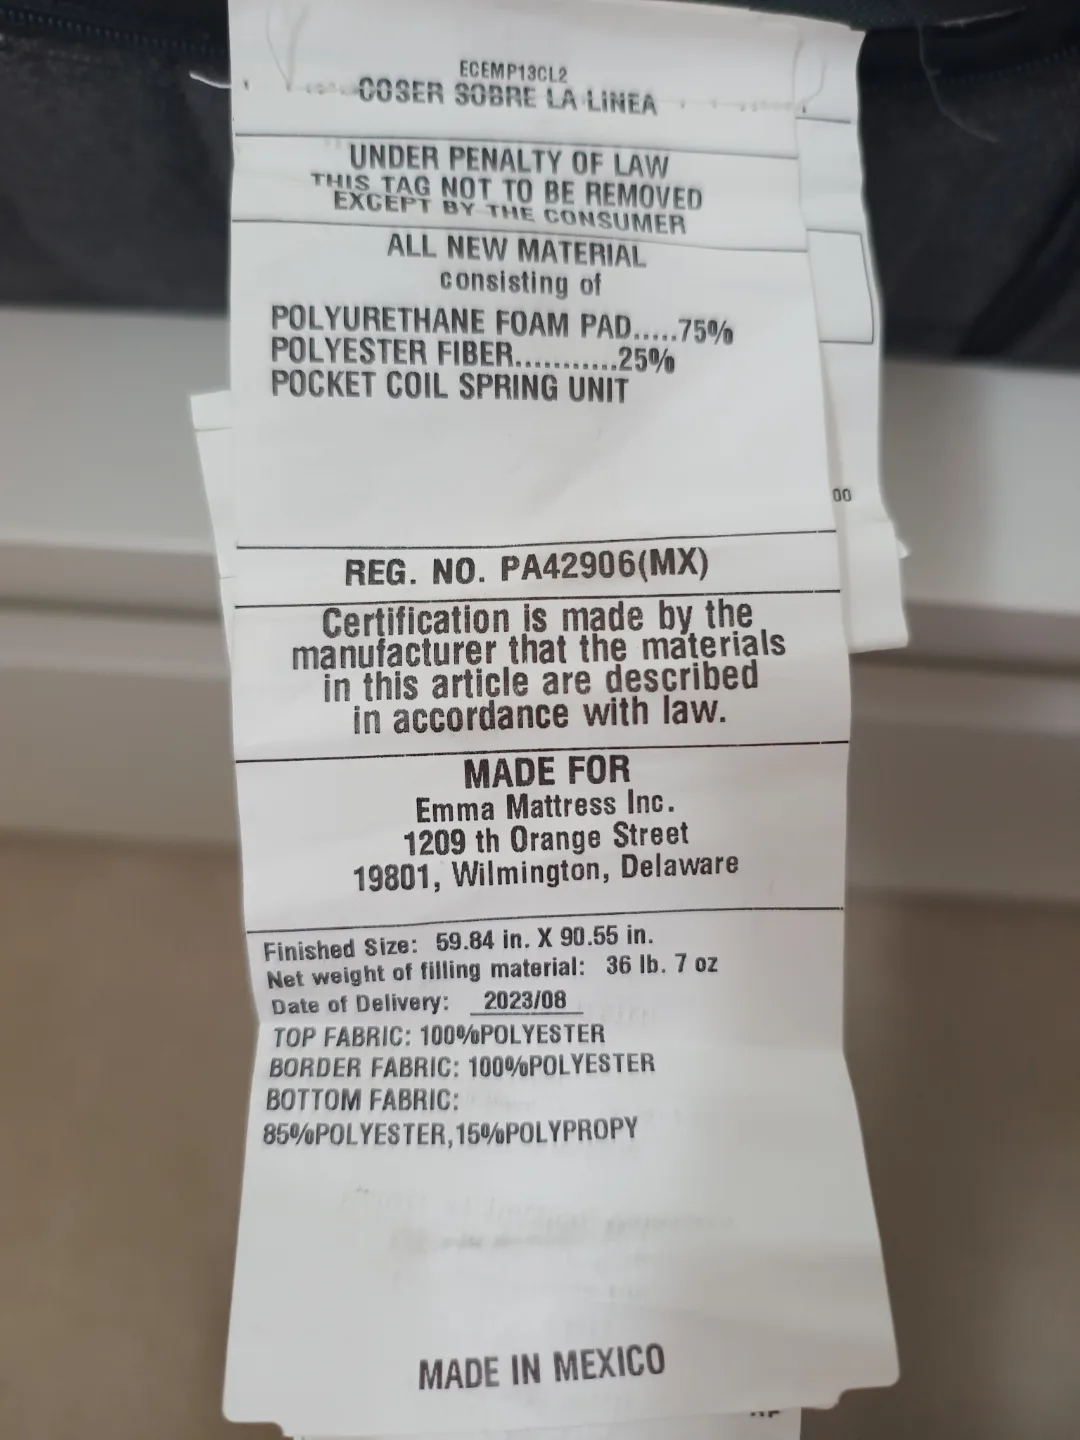 ECEMP13CL2
COSER SOBRE LA LINEA
UNDER PENALTY OF LAW
THIS TAG NOT TO BE REMOVED
EXCEPT BY THE CONSUMER
ALL NEW MATERIAL
consisting of
POLYURETHANE FOAM PAD.....75%
POLYESTER FIBER...........25%
POCKET COIL SPRING UNIT
00
REG. NO. PA42906(MX)
Certification is made by the
manufacturer that the materials
in this article are described
in accordance with law.
MADE FOR
Emma Mattress Inc.
1209 th Orange Street
19801, Wilmington, Delaware
Finished Size: 59.84 in. X 90.55 in.
Net weight of filling material: 36 lb. 7 oz
Date of Delivery: 2023/08
TOP FABRIC: 100%POLYESTER
BORDER FABRIC: 100%POLYESTER
BOTTOM FABRIC:
85%POLYESTER,15%POLYPROPY
MADE IN MEXICO